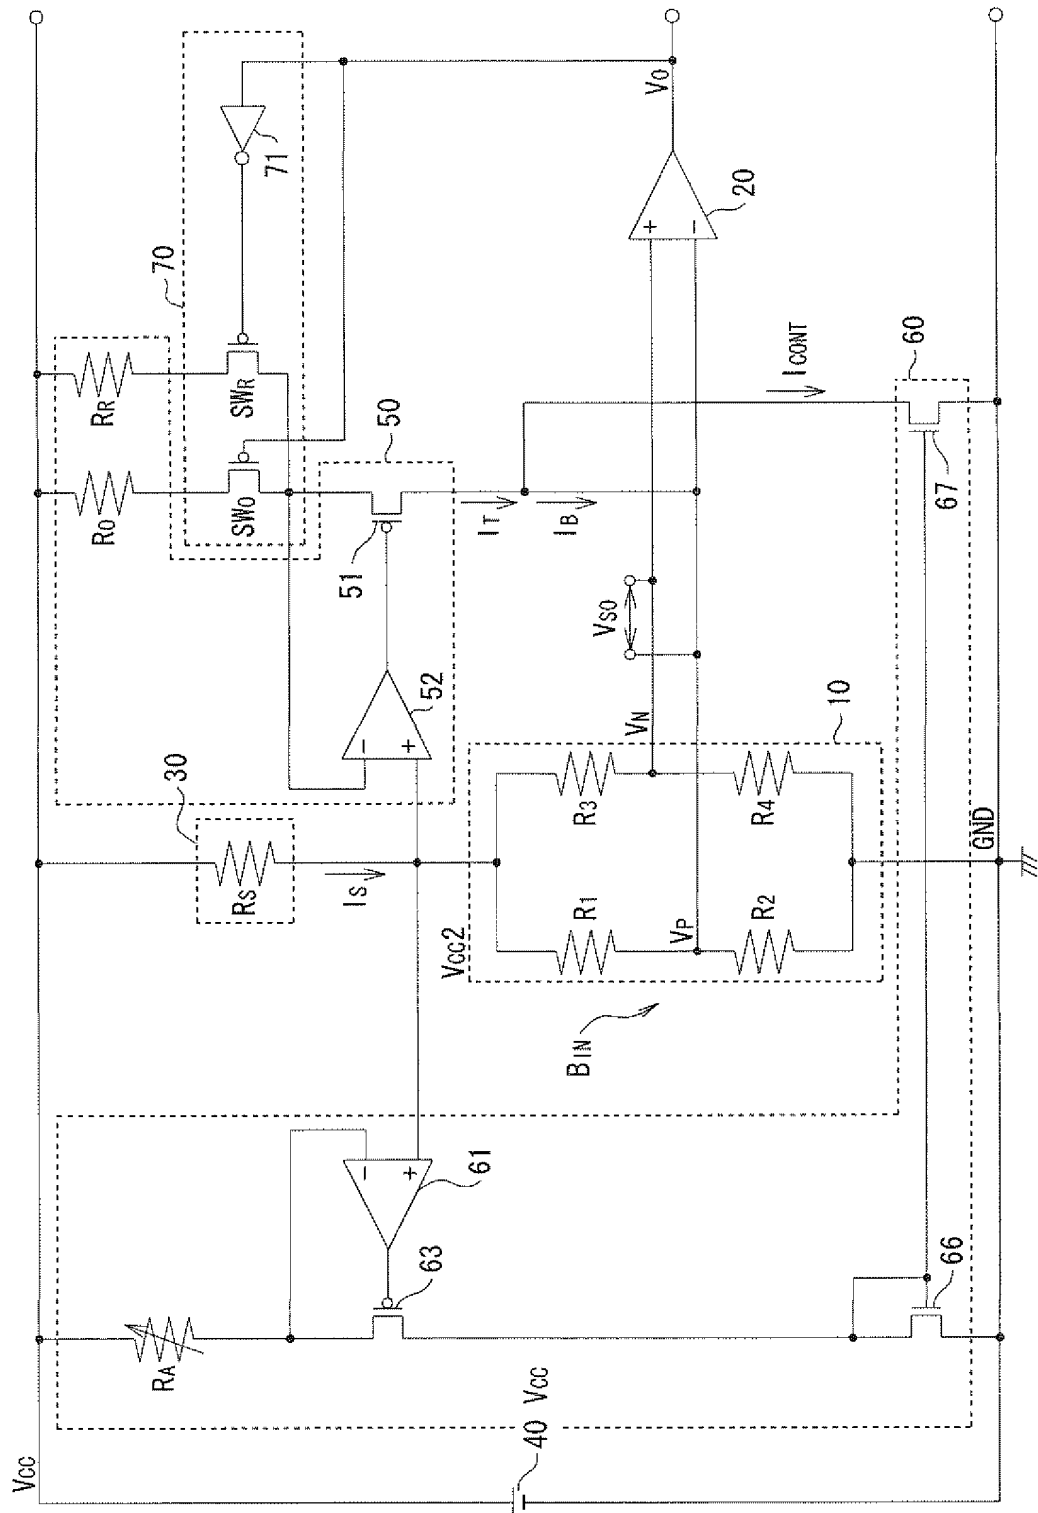 VCC
RA
40
VCC
63
61
66
BIN
30
RS
IS
VCC2
R1
R2
VP
R3
R4
VN
10
GND
VSO
52
51
50
RO
RR
SWO
SWR
70
71
IT
IB
ICONT
60
67
20
VO
+
−
+
−
+
−